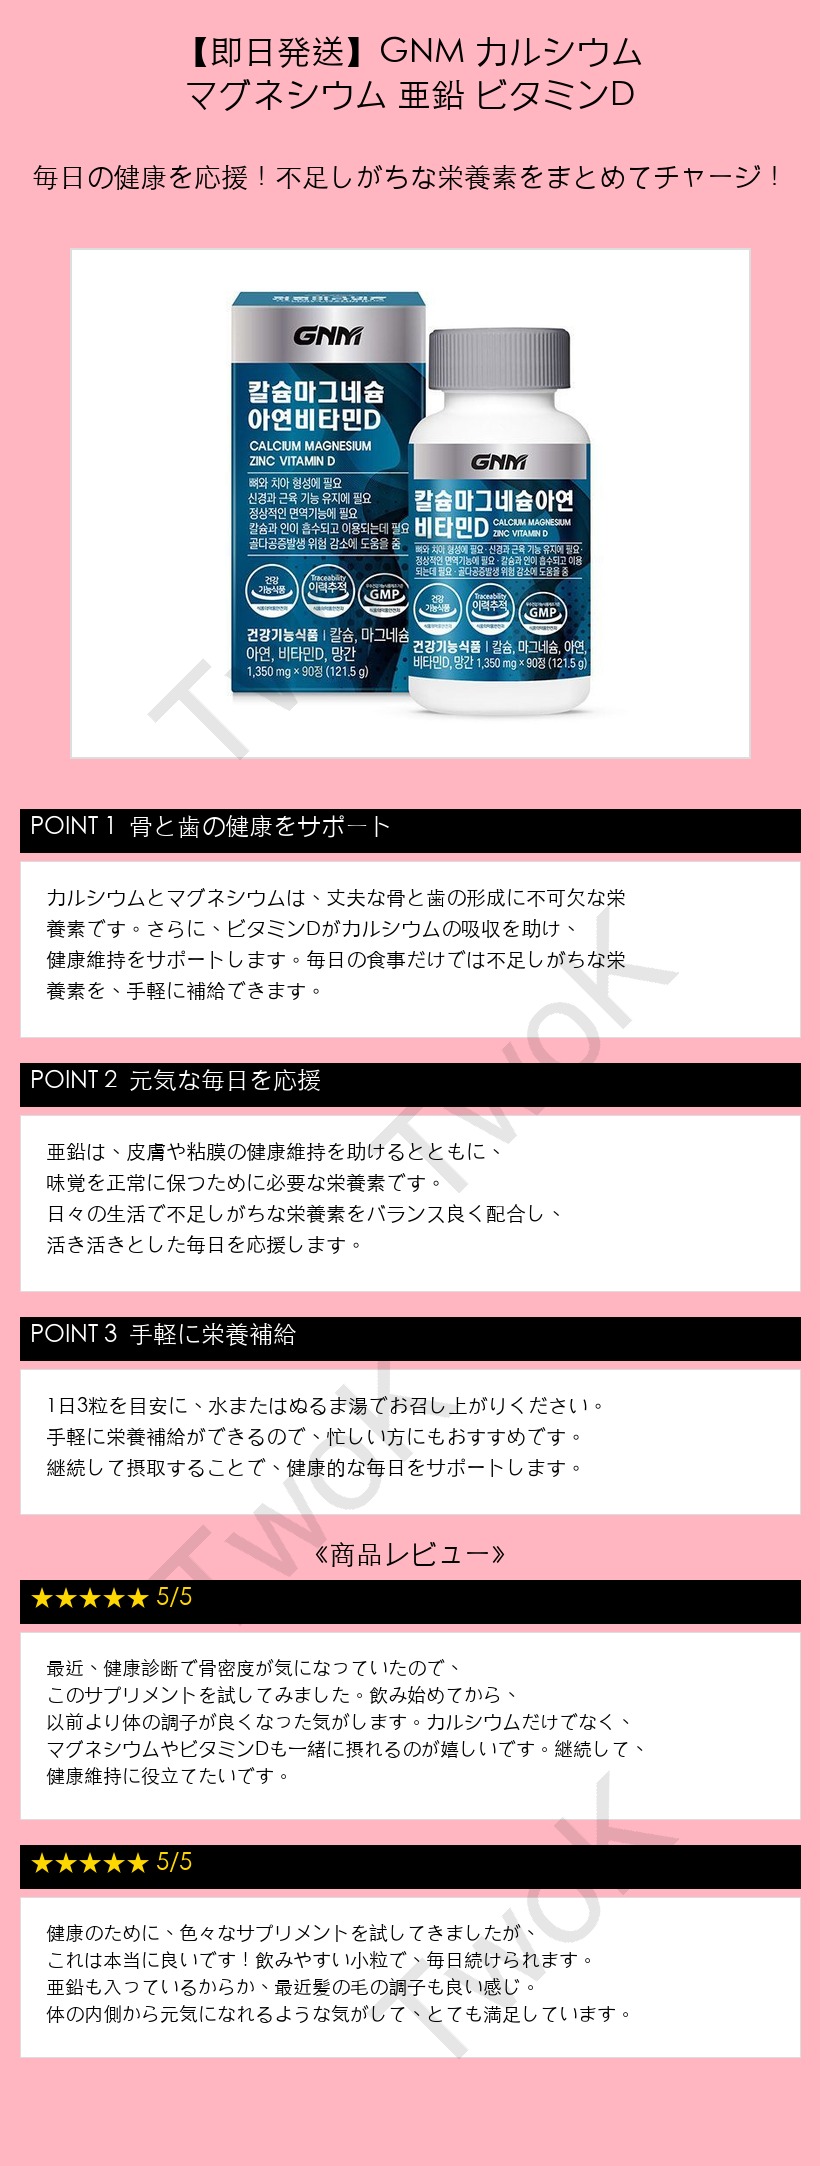 【即日発送】GNM カルシウム
マグネシウム 亜鉛 ビタミンD
毎日の健康を応援！不足しがちな栄養素をまとめてチャージ！
GNM
칼슘마그네슘
아연비타민D
CALCIUM MAGNESIUM
ZINC VITAMIN D
뼈와 치아 형성에 필요
신경과 근육 기능 유지에 필요
정상적인 면역기능에 필요
칼슘과 인이 흡수되고 이용되는데 필요
골다공증발생 위험 감소에 도움을 줌
건강
기능식품
Traceability
이력추적
GMP
건강기능식품 | 칼슘, 마그네슘
아연, 비타민D, 망간
1,350 mg × 90정 (121.5 g)
GNM
칼슘마그네슘아연
비타민D CALCIUM MAGNESIUM
ZINC VITAMIN D
뼈와 치아 형성에 필요 · 신경과 근육 기능 유지에 필요 ·
정상적인 면역기능에 필요 · 칼슘과 인이 흡수되고 이용
되는데 필요 · 골다공증발생 위험 감소에 도움을 줌
건강
기능식품
Traceability
이력추적
GMP
건강기능식품 | 칼슘, 마그네슘, 아연,
비타민D, 망간 1,350 mg × 90정 (121.5 g)
POINT 1 骨と歯の健康をサポート
カルシウムとマグネシウムは、丈夫な骨と歯の形成に不可欠な栄
養素です。さらに、ビタミンDがカルシウムの吸収を助け、
健康維持をサポートします。毎日の食事だけでは不足しがちな栄
養素を、手軽に補給できます。
TwoK
POINT 2 元気な毎日を応援
亜鉛は、皮膚や粘膜の健康維持を助けるとともに、
味覚を正常に保つために必要な栄養素です。
日々の生活で不足しがちな栄養素をバランス良く配合し、
活き活きとした毎日を応援します。
POINT 3 手軽に栄養補給
1日3粒を目安に、水またはぬるま湯でお召し上がりください。
手軽に栄養補給ができるので、忙しい方にもおすすめです。
継続して摂取することで、健康的な毎日をサポートします。
TwoK
《商品レビュー》
★★★★★ 5/5
最近、健康診断で骨密度が気になっていたので、
このサプリメントを試してみました。飲み始めてから、
以前より体の調子が良くなった気がします。カルシウムだけでなく、
マグネシウムやビタミンDも一緒に摂れるのが嬉しいです。継続して、
健康維持に役立てたいです。
★★★★★ 5/5
健康のために、色々なサプリメントを試してきましたが、
これは本当に良いです！飲みやすい小粒で、毎日続けられます。
亜鉛も入っているからか、最近髪の毛の調子も良い感じ。
体の内側から元気になれるような気がして、とても満足しています。
TwoK